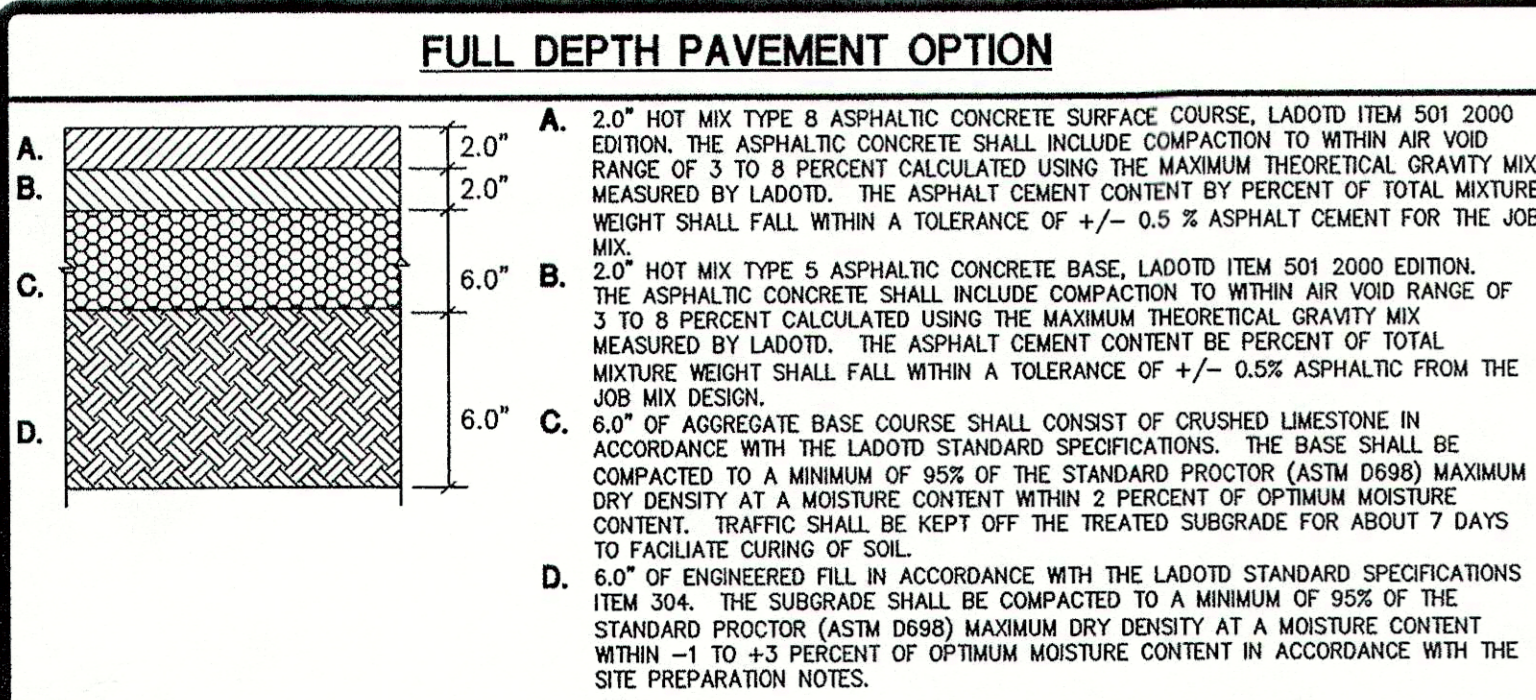 FULL DEPTH PAVEMENT OPTION
A.
B.
C.
D.
2.0"
2.0"
6.0"
6.0"
A. 2.0" HOT MIX TYPE 8 ASPHALTIC CONCRETE SURFACE COURSE, LADOTD ITEM 501 2000
EDITION. THE ASPHALTIC CONCRETE SHALL INCLUDE COMPACTION TO WITHIN AIR VOID
RANGE OF 3 TO 8 PERCENT CALCULATED USING THE MAXIMUM THEORETICAL GRAVITY MIX
MEASURED BY LADOTD. THE ASPHALT CEMENT CONTENT BY PERCENT OF TOTAL MIXTURE
WEIGHT SHALL FALL WITHIN A TOLERANCE OF +/- 0.5 % ASPHALT CEMENT FOR THE JOB
MIX.
B. 2.0" HOT MIX TYPE 5 ASPHALTIC CONCRETE BASE, LADOTD ITEM 501 2000 EDITION.
THE ASPHALTIC CONCRETE SHALL INCLUDE COMPACTION TO WITHIN AIR VOID RANGE OF
3 TO 8 PERCENT CALCULATED USING THE MAXIMUM THEORETICAL GRAVITY MIX
MEASURED BY LADOTD. THE ASPHALT CEMENT CONTENT BE PERCENT OF TOTAL
MIXTURE WEIGHT SHALL FALL WITHIN A TOLERANCE OF +/- 0.5% ASPHALTIC FROM THE
JOB MIX DESIGN.
C. 6.0" OF AGGREGATE BASE COURSE SHALL CONSIST OF CRUSHED LIMESTONE IN
ACCORDANCE WITH THE LADOTD STANDARD SPECIFICATIONS. THE BASE SHALL BE
COMPACTED TO A MINIMUM OF 95% OF THE STANDARD PROCTOR (ASTM D698) MAXIMUM
DRY DENSITY AT A MOISTURE CONTENT WITHIN 2 PERCENT OF OPTIMUM MOISTURE
CONTENT. TRAFFIC SHALL BE KEPT OFF THE TREATED SUBGRADE FOR ABOUT 7 DAYS
TO FACILIATE CURING OF SOIL.
D. 6.0" OF ENGINEERED FILL IN ACCORDANCE WITH THE LADOTD STANDARD SPECIFICATIONS
ITEM 304. THE SUBGRADE SHALL BE COMPACTED TO A MINIMUM OF 95% OF THE
STANDARD PROCTOR (ASTM D698) MAXIMUM DRY DENSITY AT A MOISTURE CONTENT
WITHIN -1 TO +3 PERCENT OF OPTIMUM MOISTURE CONTENT IN ACCORDANCE WITH THE
SITE PREPARATION NOTES.